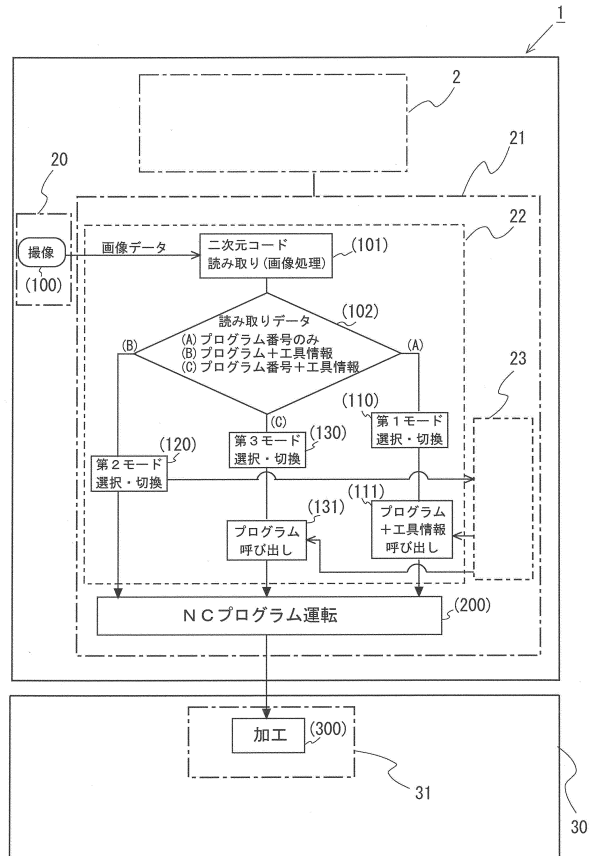 1
2
20
21
22
撮像
(100)
画像データ
二次元コード
読み取り(画像処理)
(101)
読み取りデータ
(A) プログラム番号のみ
(B) プログラム＋工具情報
(C) プログラム番号＋工具情報
(102)
(B)
(A)
(C)
23
(110)
第１モード
選択・切換
(130)
第３モード
選択・切換
(120)
第２モード
選択・切換
(111)
プログラム
＋工具情報
呼び出し
(131)
プログラム
呼び出し
ＮＣプログラム運転
(200)
加工
(300)
31
30